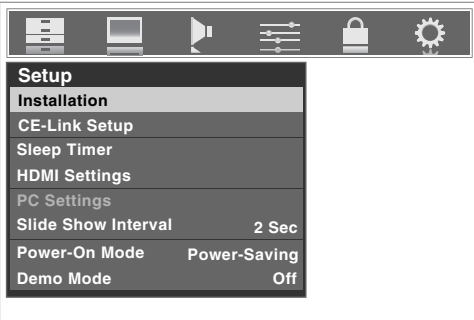 Setup
Installation
CE-Link Setup
Sleep Timer
HDMI Settings
PC Settings
Slide Show Interval 2 Sec
Power-On Mode Power-Saving
Demo Mode Off